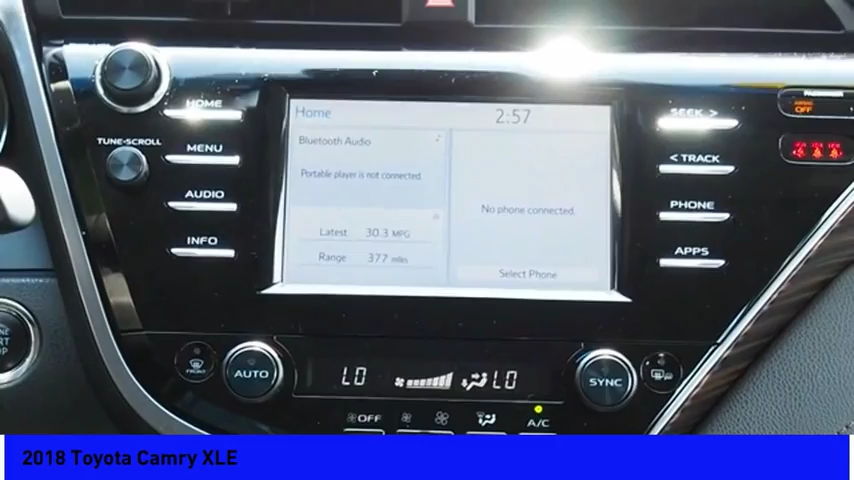 HOME
MENU
AUDIO
INFO
TUNE•SCROLL
Home 2:57
Bluetooth Audio
Portable player is not connected.
Latest 30.3 MPG
Range 377 miles
No phone connected.
Select Phone
SEEK >
< TRACK
PHONE
APPS
OFF
FRONT
AUTO
LO
LO
SYNC
OFF
A/C
2018 Toyota Camry XLE